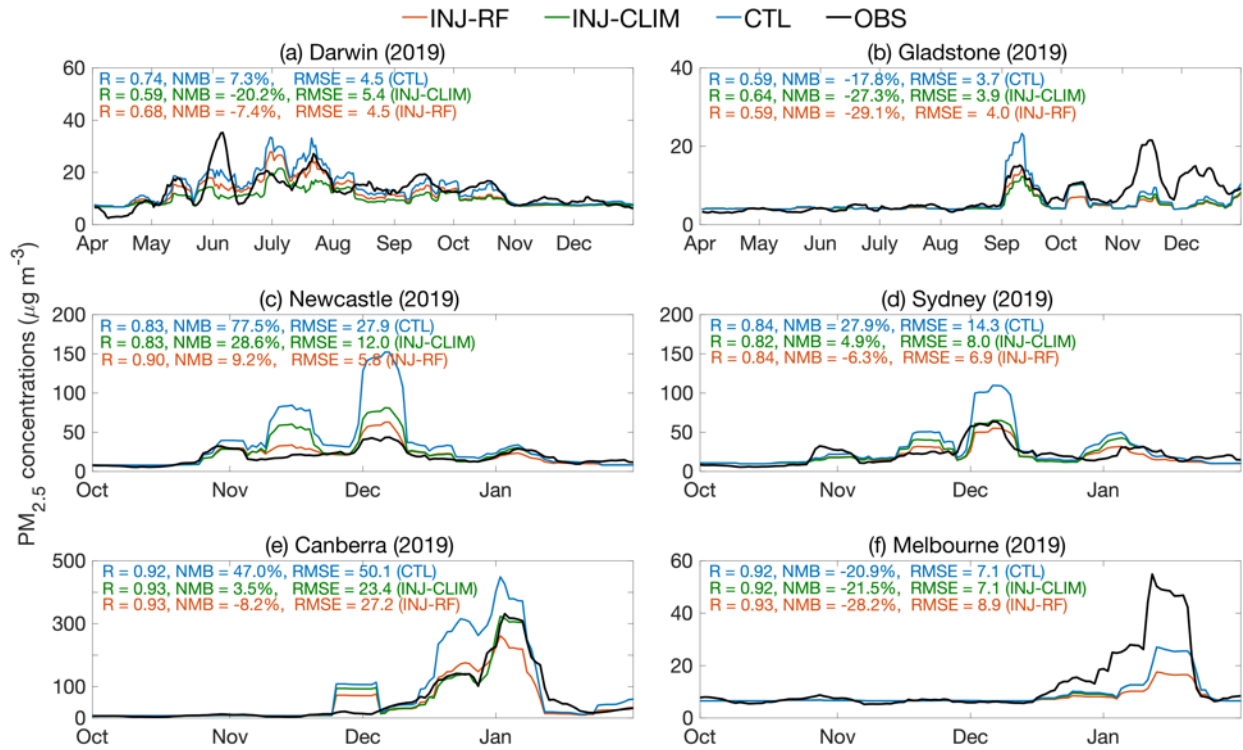 INJ-RF INJ-CLIM CTL OBS
PM2.5 concentrations (μg m−3)
(a) Darwin (2019)
60
40
20
0
R = 0.74, NMB = 7.3%, RMSE = 4.5 (CTL)
R = 0.59, NMB = -20.2%, RMSE = 5.4 (INJ-CLIM)
R = 0.68, NMB = -7.4%, RMSE = 4.5 (INJ-RF)
Apr May Jun July Aug Sep Oct Nov Dec
(b) Gladstone (2019)
40
20
0
R = 0.59, NMB = -17.8%, RMSE = 3.7 (CTL)
R = 0.64, NMB = -27.3%, RMSE = 3.9 (INJ-CLIM)
R = 0.59, NMB = -29.1%, RMSE = 4.0 (INJ-RF)
Apr May Jun July Aug Sep Oct Nov Dec
(c) Newcastle (2019)
200
150
100
50
0
R = 0.83, NMB = 77.5%, RMSE = 27.9 (CTL)
R = 0.83, NMB = 28.6%, RMSE = 12.0 (INJ-CLIM)
R = 0.90, NMB = 9.2%, RMSE = 5.8 (INJ-RF)
Oct Nov Dec Jan
(d) Sydney (2019)
200
150
100
50
0
R = 0.84, NMB = 27.9%, RMSE = 14.3 (CTL)
R = 0.82, NMB = 4.9%, RMSE = 8.0 (INJ-CLIM)
R = 0.84, NMB = -6.3%, RMSE = 6.9 (INJ-RF)
Oct Nov Dec Jan
(e) Canberra (2019)
500
300
100
0
R = 0.92, NMB = 47.0%, RMSE = 50.1 (CTL)
R = 0.93, NMB = 3.5%, RMSE = 23.4 (INJ-CLIM)
R = 0.93, NMB = -8.2%, RMSE = 27.2 (INJ-RF)
Oct Nov Dec Jan
(f) Melbourne (2019)
60
40
20
0
R = 0.92, NMB = -20.9%, RMSE = 7.1 (CTL)
R = 0.92, NMB = -21.5%, RMSE = 7.1 (INJ-CLIM)
R = 0.93, NMB = -28.2%, RMSE = 8.9 (INJ-RF)
Oct Nov Dec Jan